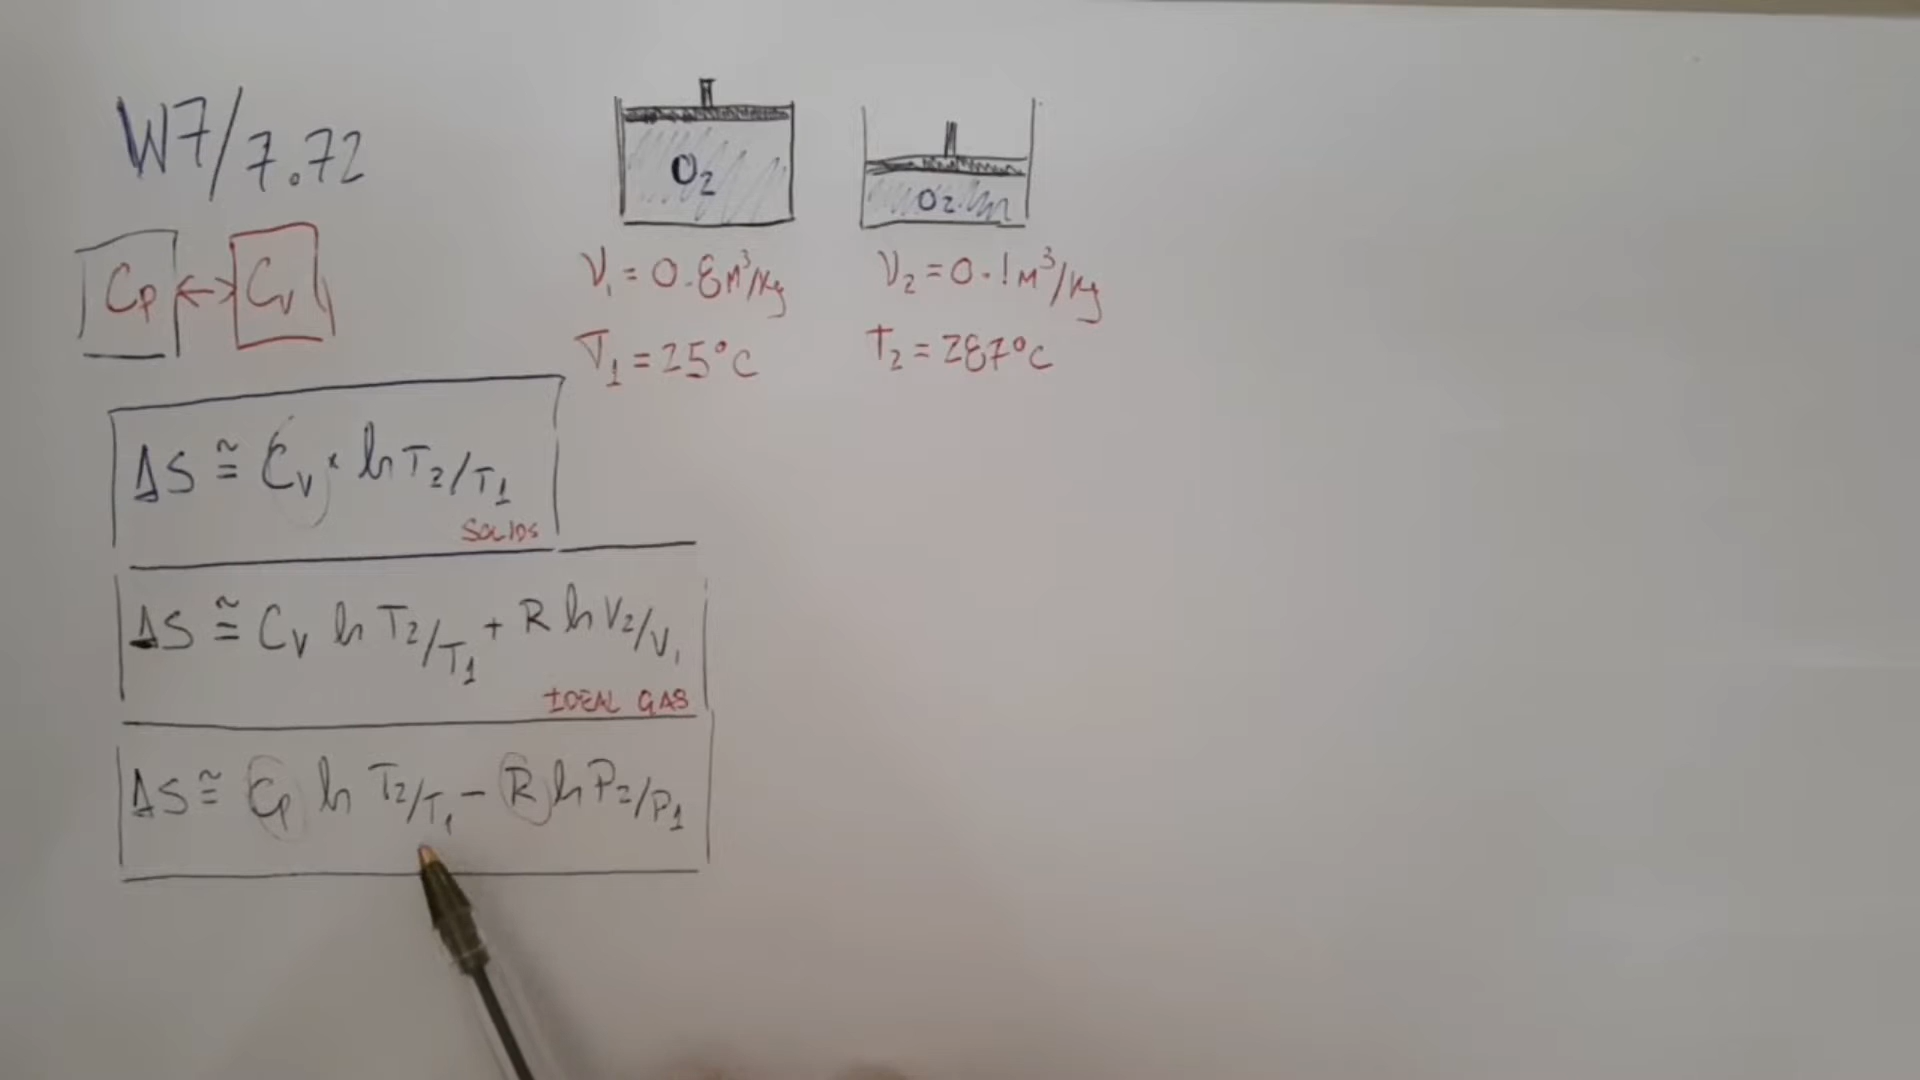 W7/7.72
O₂
O₂
V₁ = 0.8 m³/kg
V₂ = 0.1 m³/kg
T₁ = 25°C
T₂ = 287°C
Cp ↔ Cv
ΔS ≅ Cv × ln T₂/T₁
SOLIDS
ΔS ≅ Cv ln T₂/T₁ + R ln V₂/V₁
IDEAL GAS
ΔS ≅ Cp ln T₂/T₁ - R ln P₂/P₁